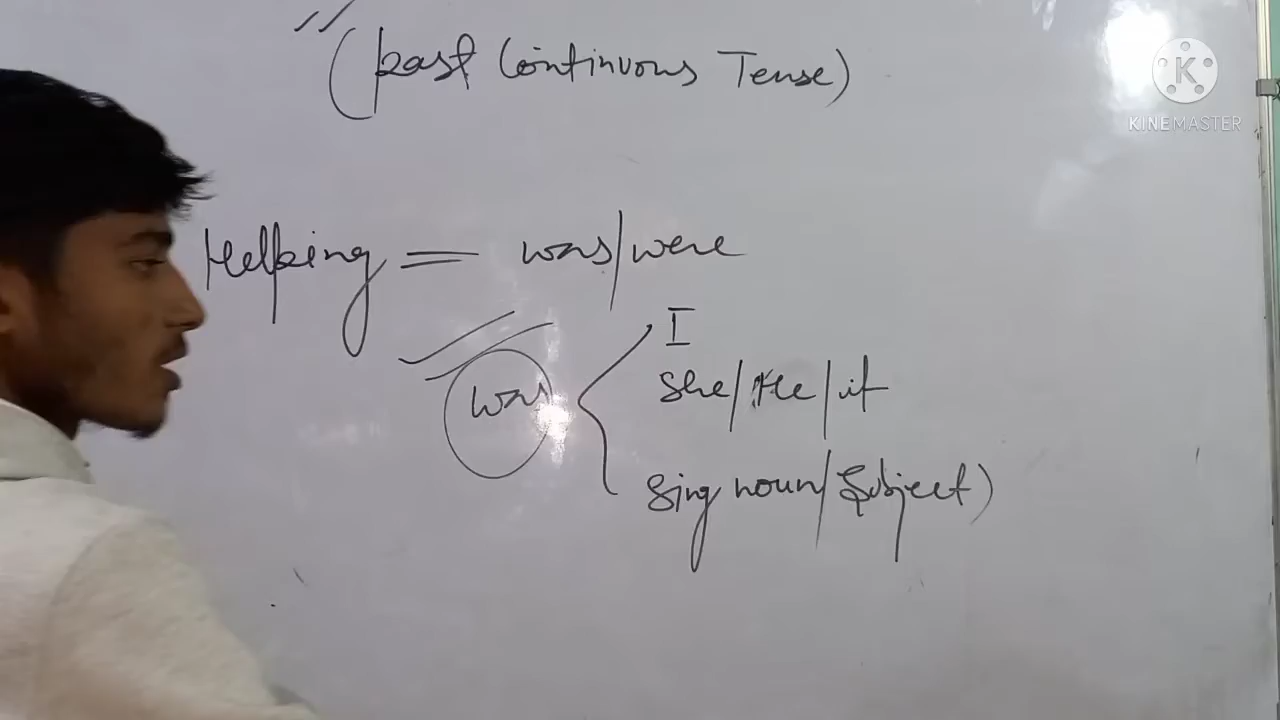 (Past Continuous Tense)
K
KINEMASTER
Helping = was/were
I
was
She/He/it
Sing noun/Subject)